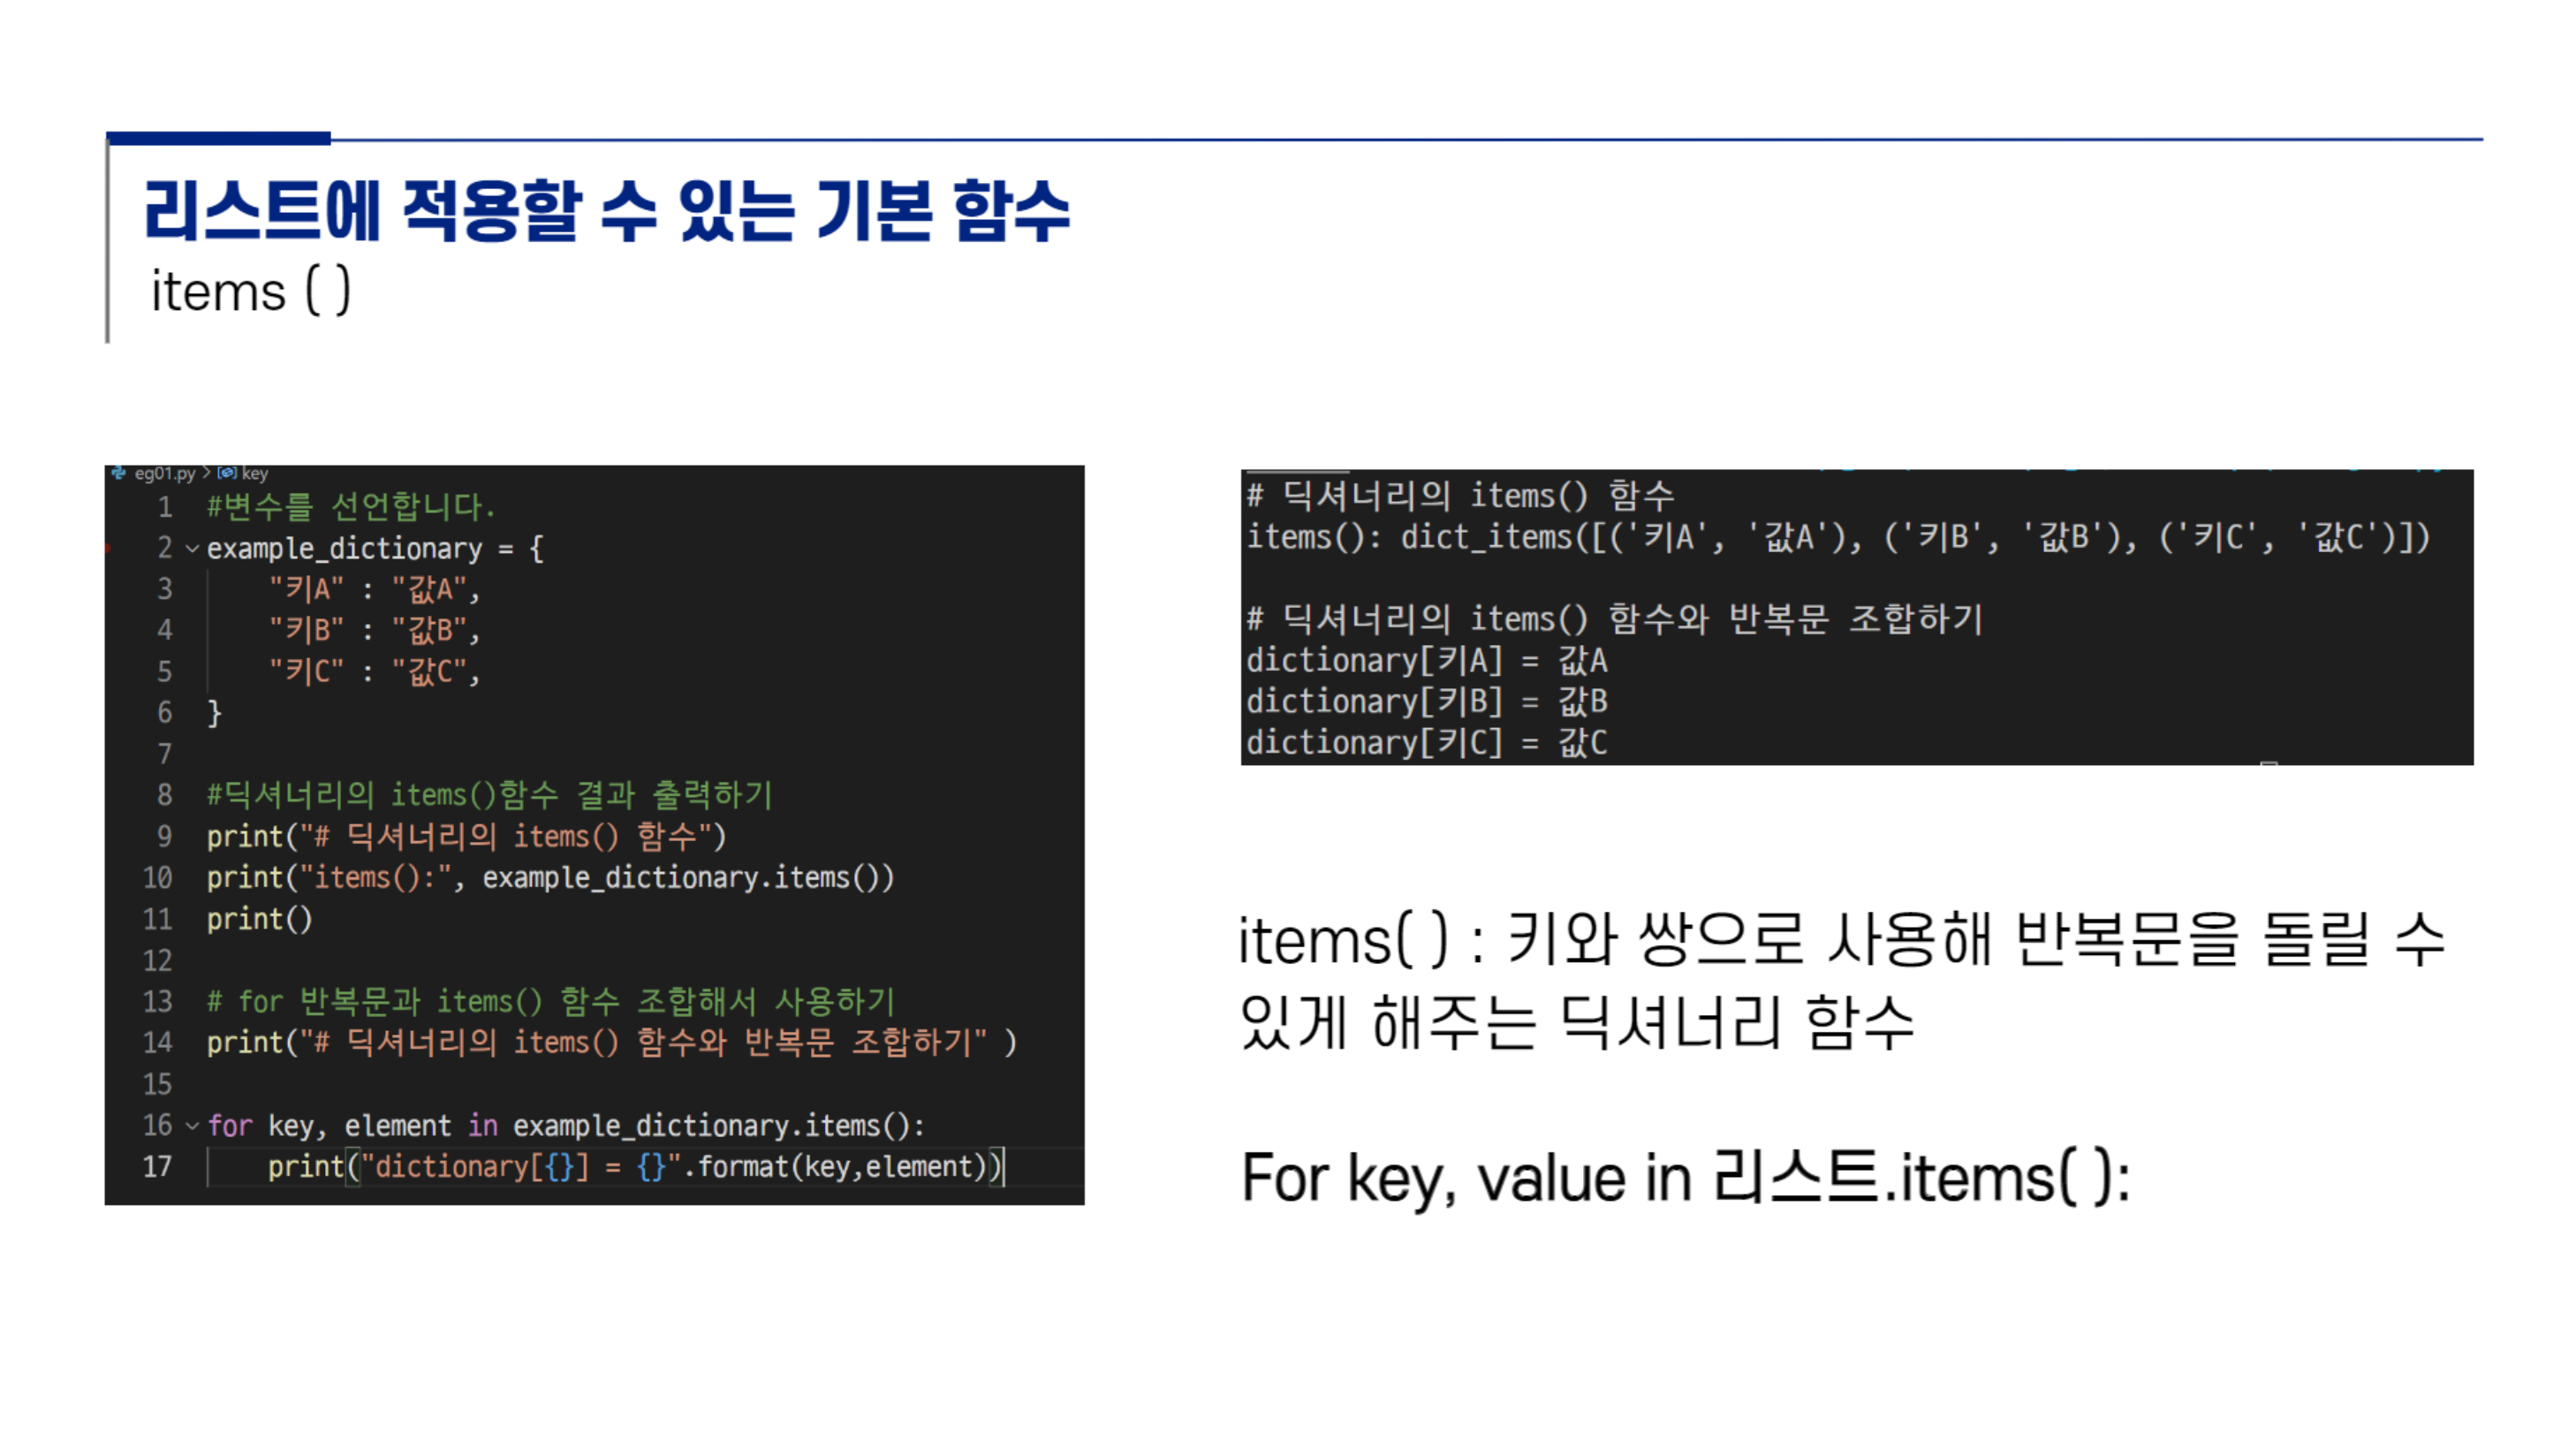 리스트에 적용할 수 있는 기본 함수
items ( )
eg01.py > key
1 #변수를 선언합니다.
2 example_dictionary = {
3 "키A" : "값A",
4 "키B" : "값B",
5 "키C" : "값C",
6 }
7
8 #딕셔너리의 items()함수 결과 출력하기
9 print("# 딕셔너리의 items() 함수")
10 print("items():", example_dictionary.items())
11 print()
12
13 # for 반복문과 items() 함수 조합해서 사용하기
14 print("# 딕셔너리의 items() 함수와 반복문 조합하기" )
15
16 for key, element in example_dictionary.items():
17 print("dictionary[{}] = {}".format(key,element))
# 딕셔너리의 items() 함수
items(): dict_items([('키A', '값A'), ('키B', '값B'), ('키C', '값C')])
# 딕셔너리의 items() 함수와 반복문 조합하기
dictionary[키A] = 값A
dictionary[키B] = 값B
dictionary[키C] = 값C
items( ) : 키와 쌍으로 사용해 반복문을 돌릴 수
있게 해주는 딕셔너리 함수
For key, value in 리스트.items( ):